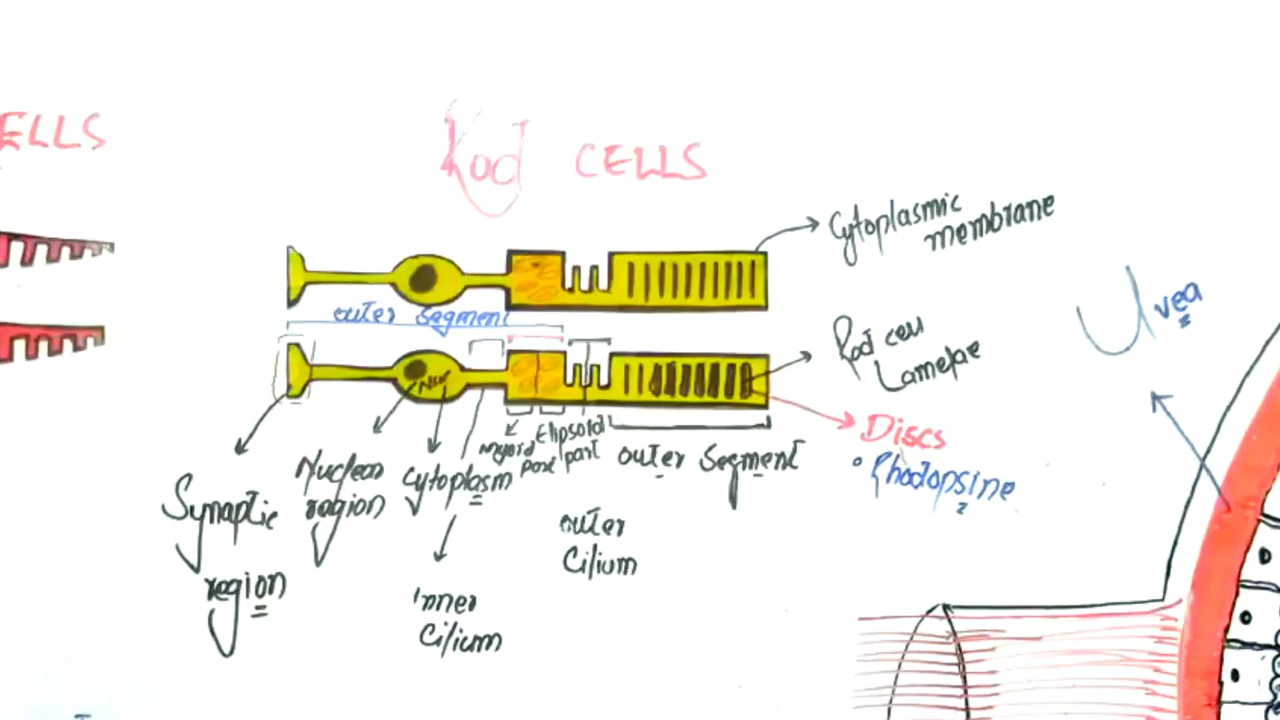 ELLS
Rod CELLS
Cytoplasmic
membrane
outer segment
Uvea
Rod cell
Lamelae
Nur
Discs
Rhodopsine
Myoid
part
Elipsoid
part
outer segment
Nuclear
region
Cytoplasm
Synaptic
region
outer
Cilium
Inner
Cilium